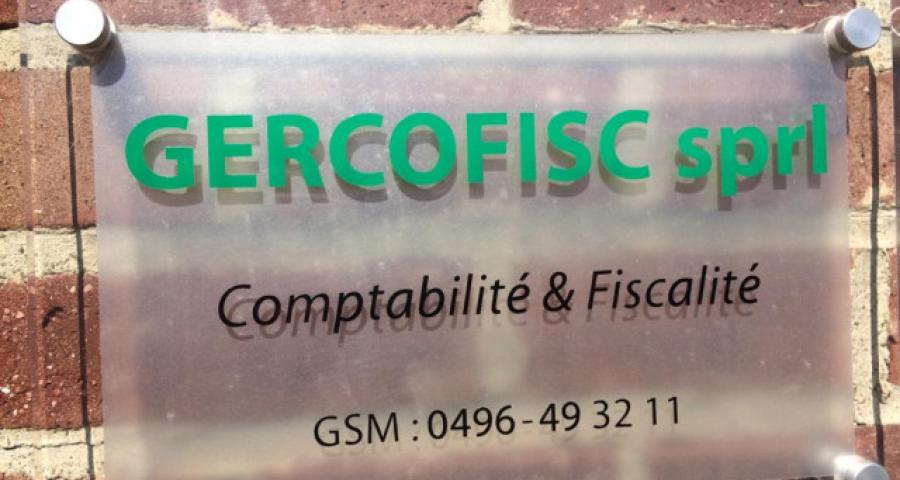 GERCOFISC sprl
Comptabilité & Fiscalité
GSM : 0496-49 32 11